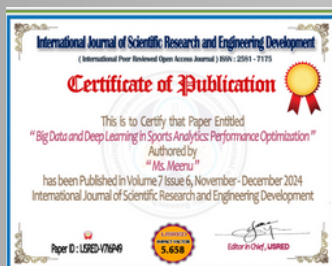 International Journal of Scientific Research and Engineering Development
( International Peer Reviewed Open Access Journal ) ISSN : 2581 - 7175
Certificate of Publication
This is to Certify that Paper Entitled
“ Big Data and Deep Learning in Sports Analytics: Performance Optimization ”
Authored by
“ Ms. Meenu ”
has been Published in Volume 7 Issue 6, November - December 2024
International Journal of Scientific Research and Engineering Development
Paper ID : IJSRED-V7I6P49
IJSRED
IMPACT FACTOR
5.658
Editor in Chief, IJSRED